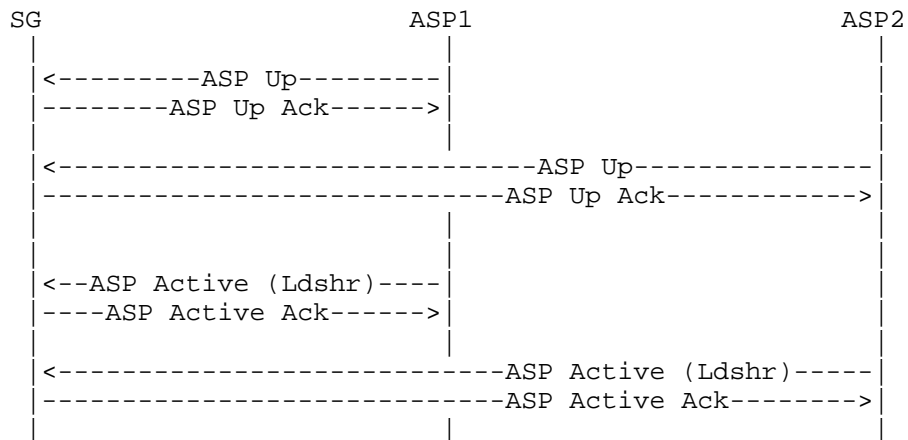 SG ASP1 ASP2
| | |
|<---------ASP Up---------| |
|--------ASP Up Ack------>| |
| | |
|<------------------------------ASP Up--------------|
|-----------------------------ASP Up Ack------------>|
| | |
| | |
|<--ASP Active (Ldshr)----| |
|----ASP Active Ack------>| |
| | |
|<----------------------------ASP Active (Ldshr)-----|
|-----------------------------ASP Active Ack-------->|
| | |